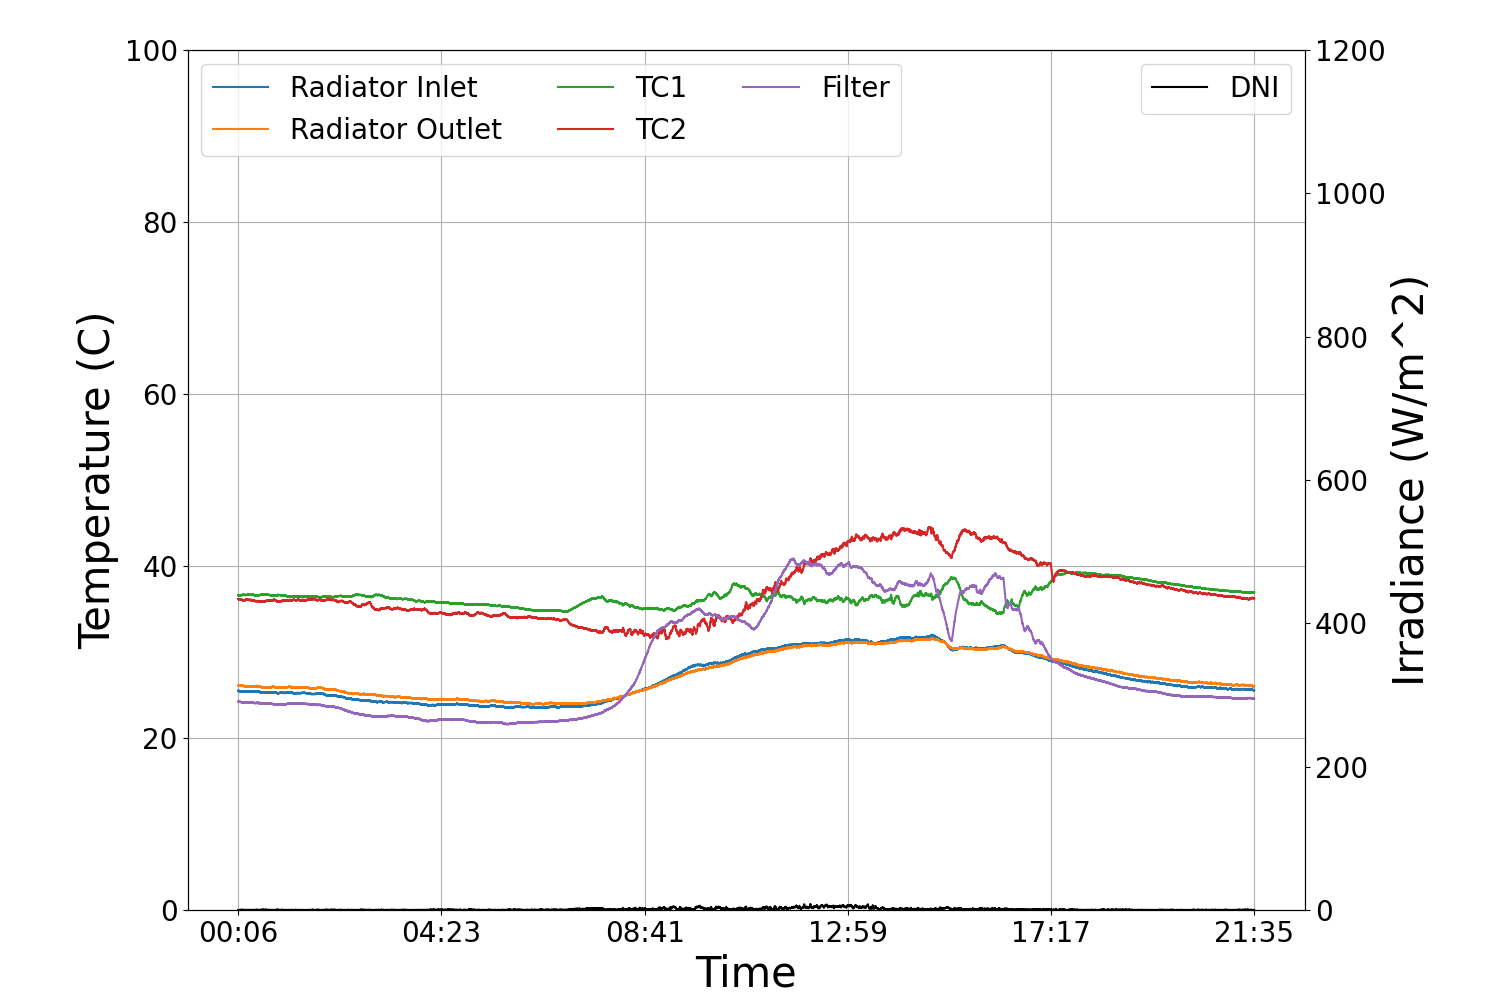 Radiator Inlet
Radiator Outlet
TC1
TC2
Filter
DNI
100
80
60
40
20
0
Temperature (C)
1200
1000
800
600
400
200
0
Irradiance (W/m^2)
00:06 04:23 08:41 12:59 17:17 21:35
Time